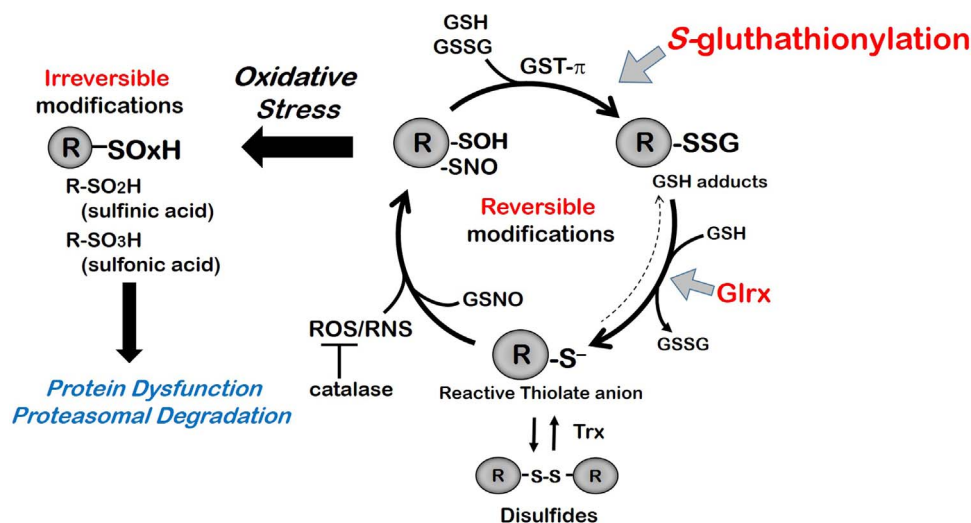 GSH
GSSG
GST-π
S-gluthathionylation
Irreversible
modifications
Oxidative
Stress
R-SOxH
R-SO2H
(sulfinic acid)
R-SO3H
(sulfonic acid)
Protein Dysfunction
Proteasomal Degradation
R-SOH
-SNO
R-SSG
GSH adducts
Reversible
modifications
GSH
Glrx
GSSG
GSNO
ROS/RNS
catalase
R-S–
Reactive Thiolate anion
Trx
R-S-S-R
Disulfides